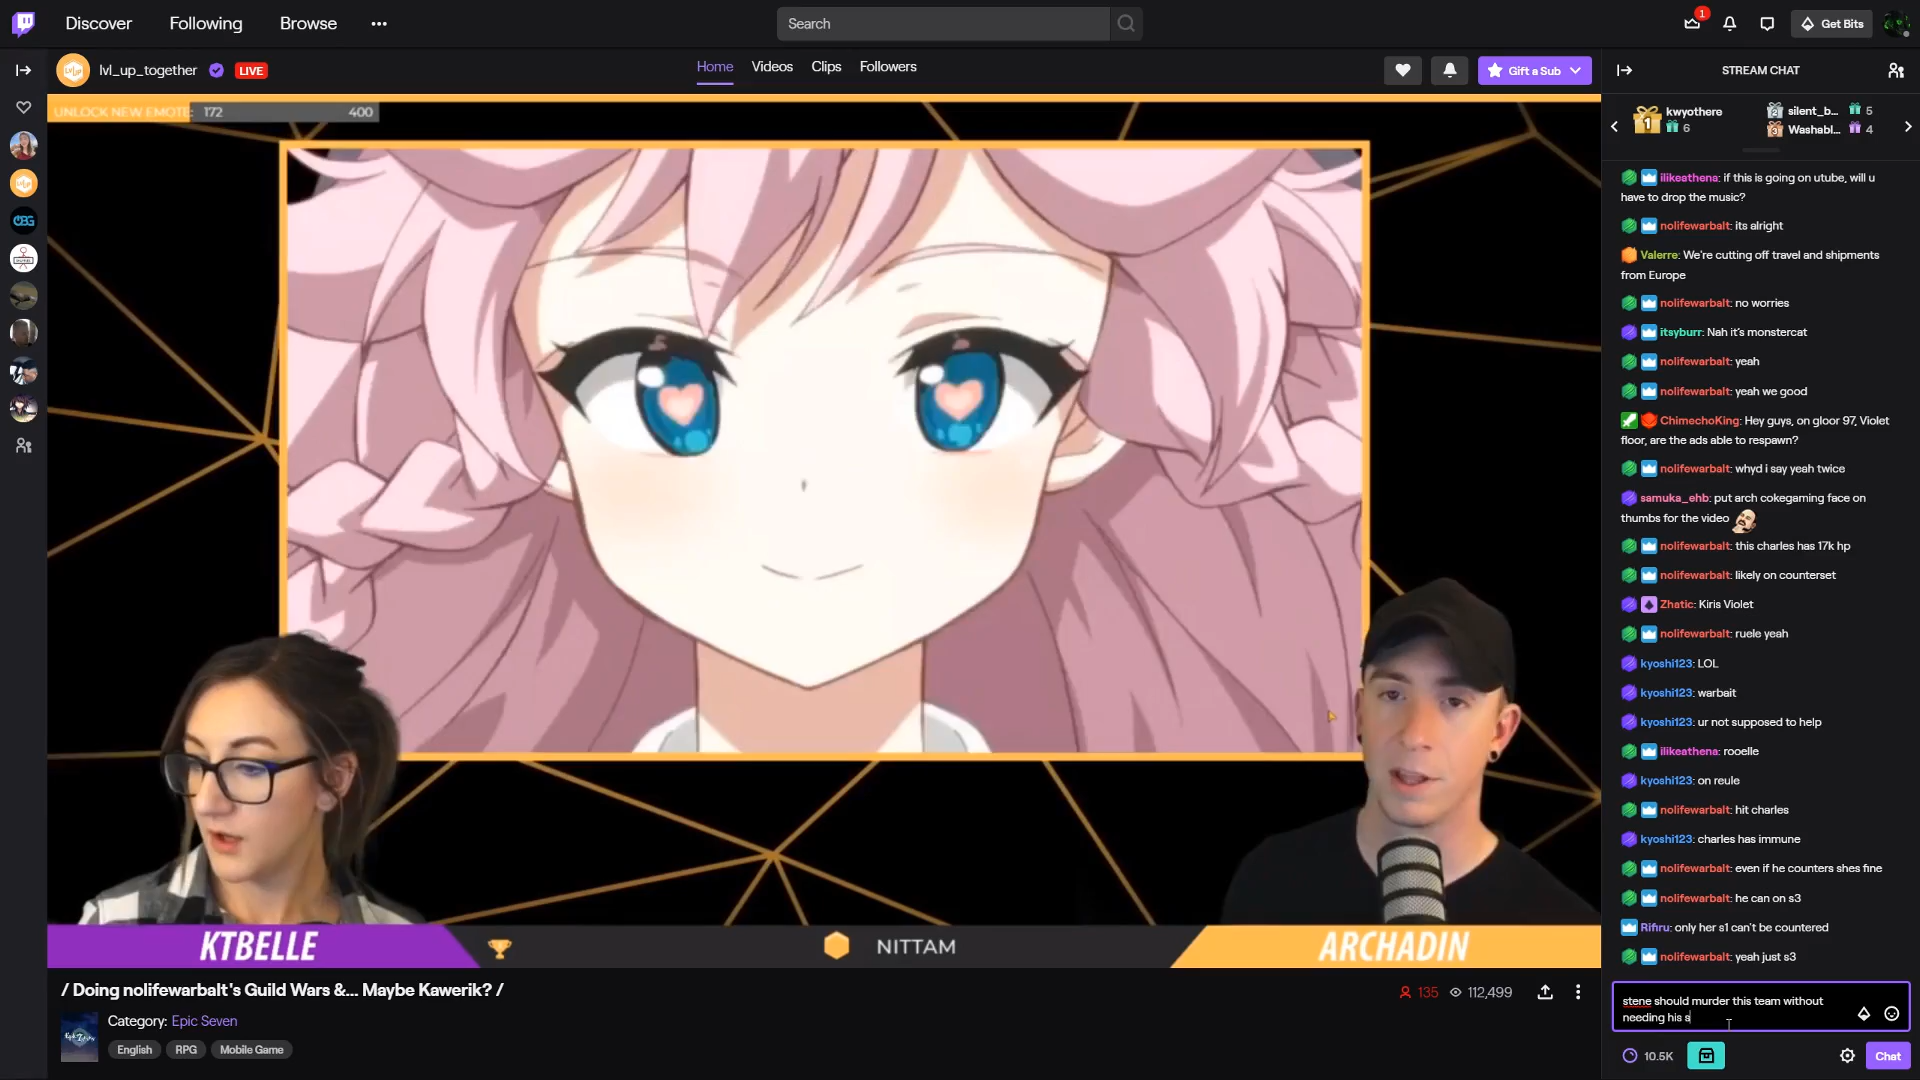 Discover
Following
Browse
Search
1
Get Bits
lvl_up_together
LIVE
Home
Videos
Clips
Followers
Gift a Sub
STREAM CHAT
UNLOCK NEW EMOTE: 172 400
1
kwyothere
6
2 silent_b... 5
3 Washabl... 4
ilikeathena: if this is going on utube, will u
have to drop the music?
nolifewarbalt: its alright
Valerre: We're cutting off travel and shipments
from Europe
nolifewarbalt: no worries
itsyburr: Nah it's monstercat
nolifewarbalt: yeah
nolifewarbalt: yeah we good
ChimechoKing: Hey guys, on gloor 97, Violet
floor, are the ads able to respawn?
nolifewarbalt: whyd i say yeah twice
samuka_ehb: put arch cokegaming face on
thumbs for the video
nolifewarbalt: this charles has 17k hp
nolifewarbalt: likely on counterset
Zhatic: Kiris Violet
nolifewarbalt: ruele yeah
kyoshi123: LOL
kyoshi123: warbait
kyoshi123: ur not supposed to help
ilikeathena: rooelle
kyoshi123: on reule
nolifewarbalt: hit charles
kyoshi123: charles has immune
nolifewarbalt: even if he counters shes fine
nolifewarbalt: he can on s3
Rifiru: only her s1 can't be countered
nolifewarbalt: yeah just s3
stene should murder this team without
needing his s
10.5K
Chat
KTBELLE
NITTAM
ARCHADIN
/ Doing nolifewarbalt's Guild Wars &... Maybe Kawerik? /
135
112,499
Category: Epic Seven
English
RPG
Mobile Game